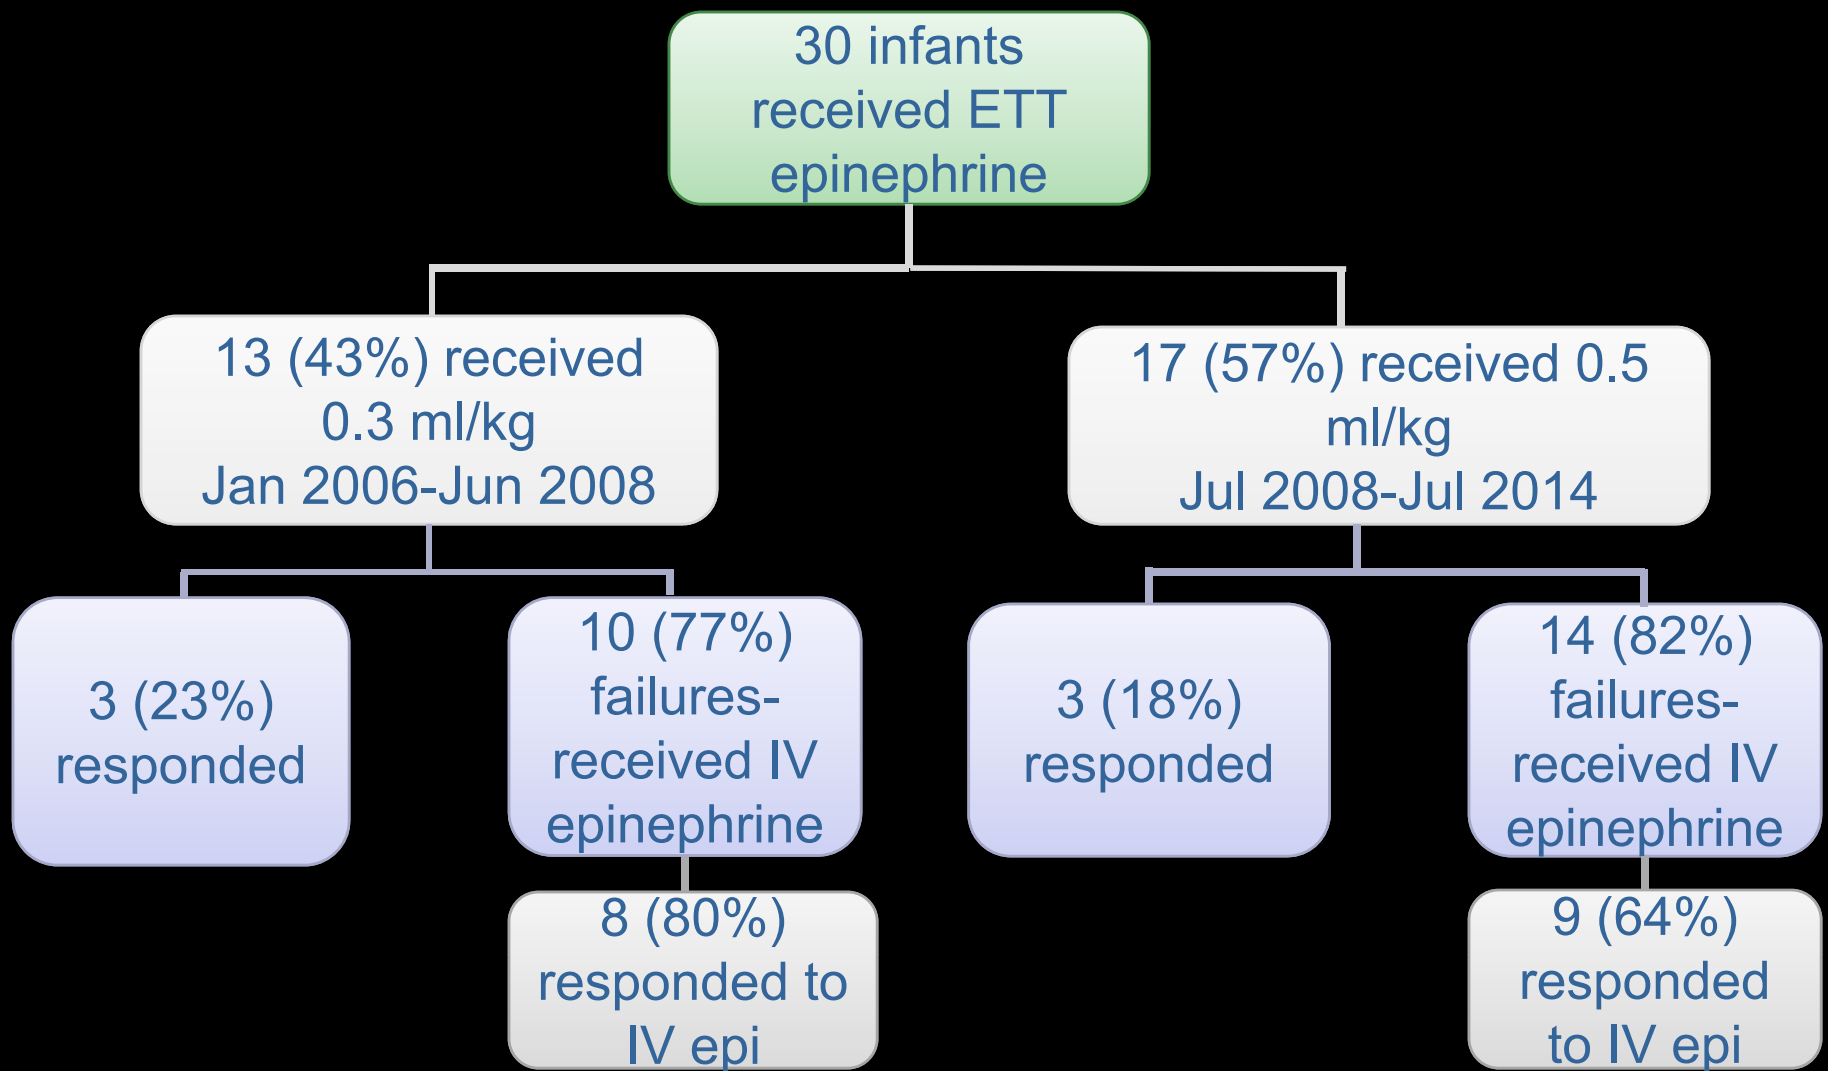 30 infants
received ETT
epinephrine
13 (43%) received
0.3 ml/kg
Jan 2006-Jun 2008
17 (57%) received 0.5
ml/kg
Jul 2008-Jul 2014
3 (23%)
responded
10 (77%)
failures-
received IV
epinephrine
3 (18%)
responded
14 (82%)
failures-
received IV
epinephrine
8 (80%)
responded to
IV epi
9 (64%)
responded
to IV epi